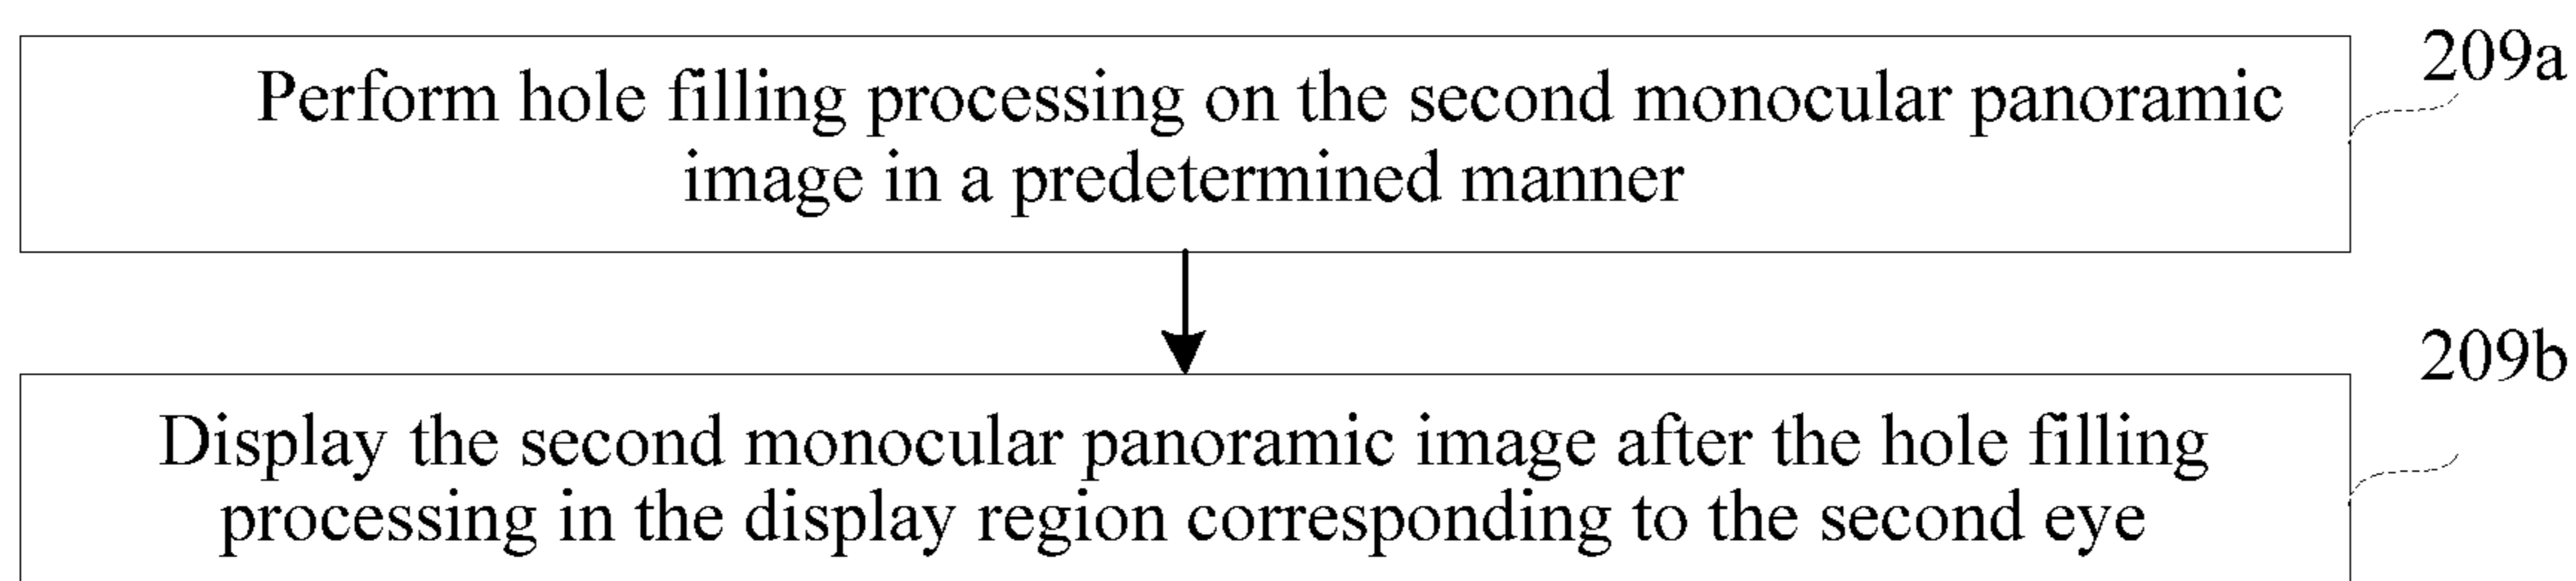 209a
Perform hole filling processing on the second monocular panoramic
image in a predetermined manner
209b
Display the second monocular panoramic image after the hole filling
processing in the display region corresponding to the second eye